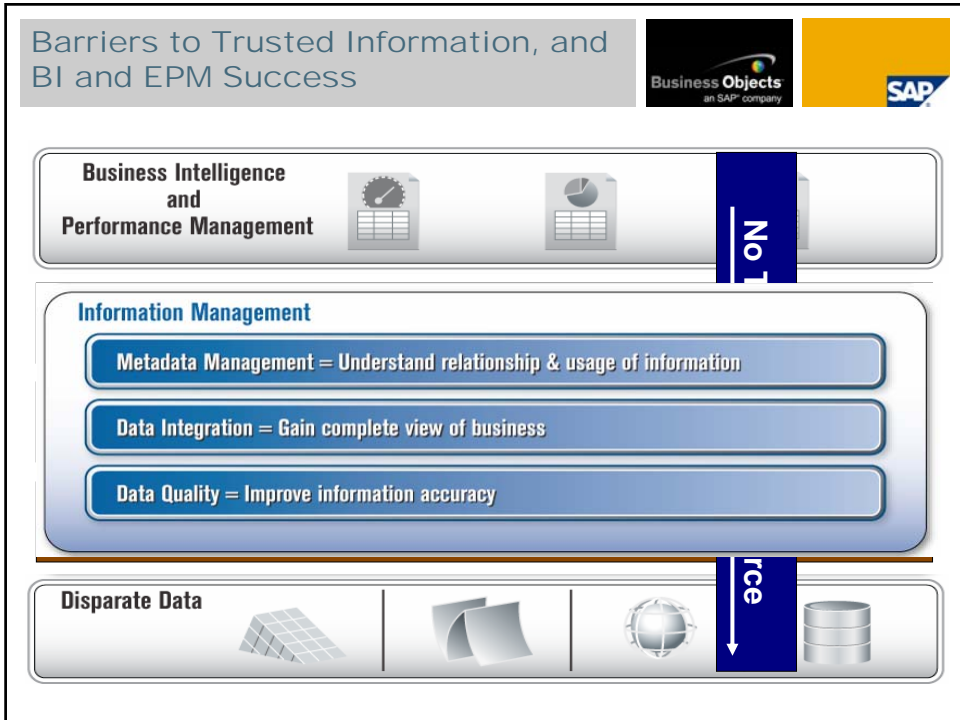 Barriers to Trusted Information, and
BI and EPM Success
Business Objects
an SAP® company
SAP
Business Intelligence
and
Performance Management
No
Information Management
Metadata Management = Understand relationship & usage of information
Data Integration = Gain complete view of business
Data Quality = Improve information accuracy
rce
Disparate Data